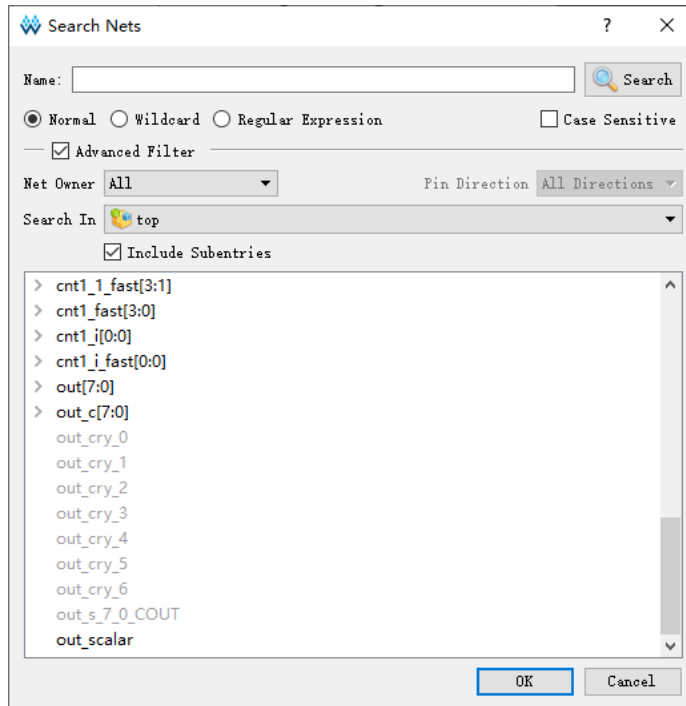 Search Nets
Name: Search
Normal Wildcard Regular Expression Case Sensitive
Advanced Filter
Net Owner All Pin Direction All Directions
Search In top
Include Subentries
cnt1_1_fast[3:1]
cnt1_fast[3:0]
cnt1_i[0:0]
cnt1_i_fast[0:0]
out[7:0]
out_c[7:0]
out_cry_0
out_cry_1
out_cry_2
out_cry_3
out_cry_4
out_cry_5
out_cry_6
out_s_7_0_COUT
out_scalar
OK Cancel